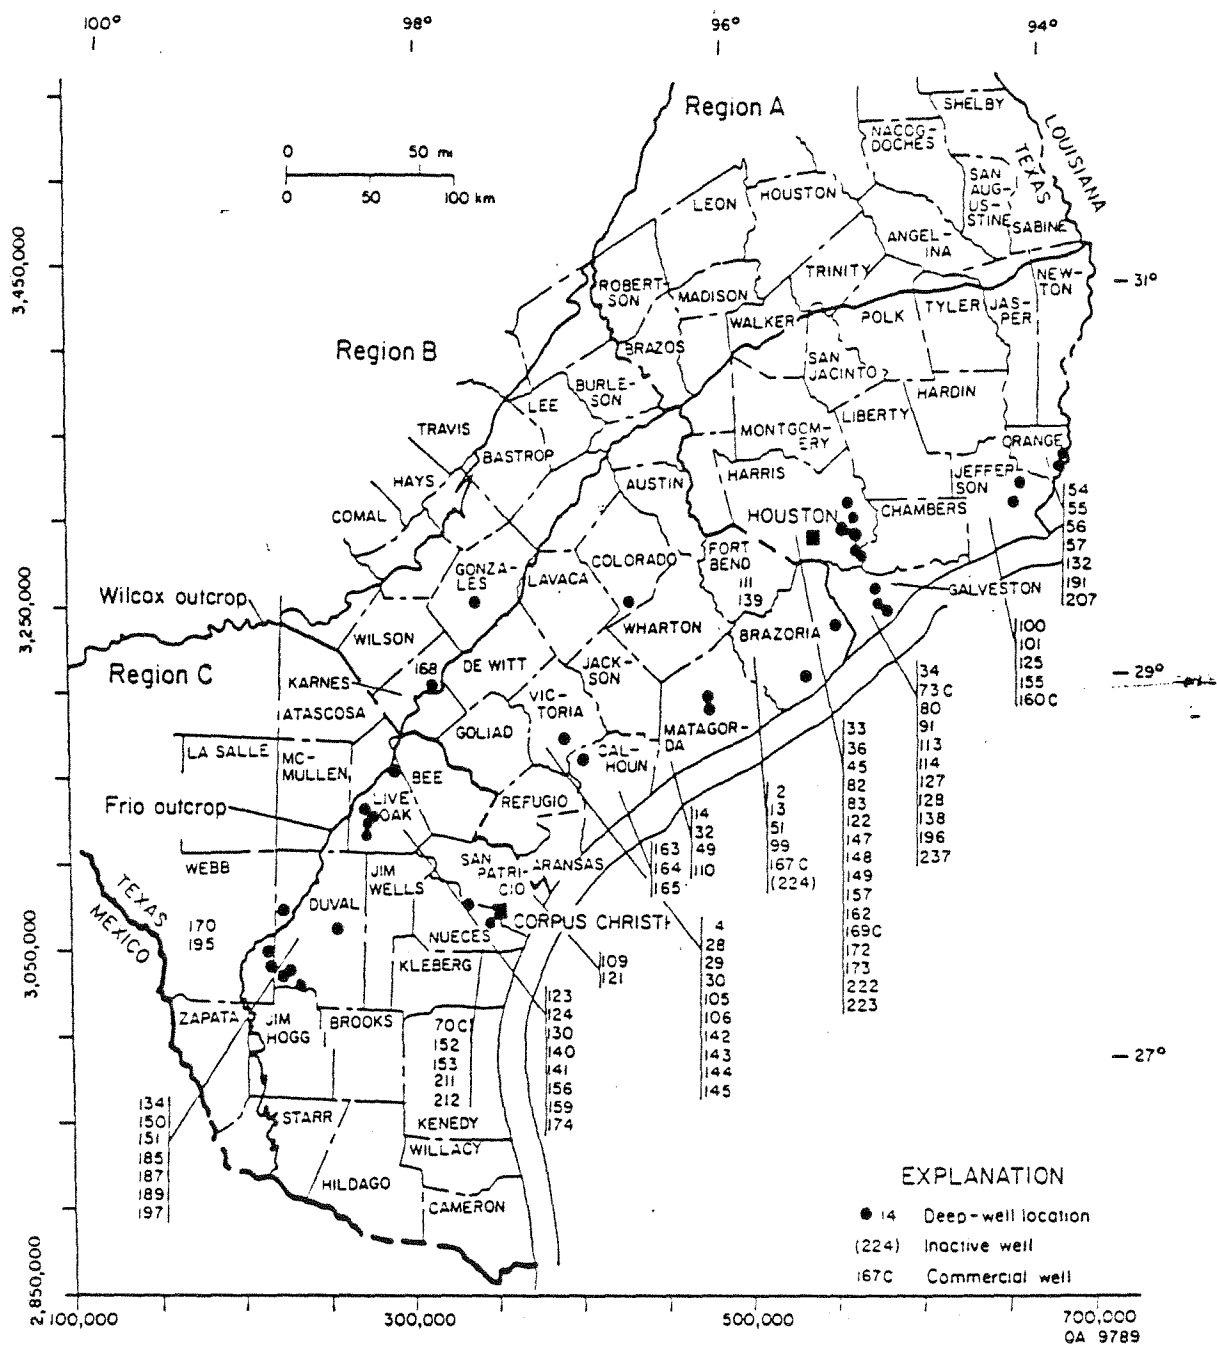 100° 98° 96° 94°
Region A
SHELBY
NACOG-
DOCHES
LOUISIANA
TEXAS
0 50 mi
0 50 100 km
SAN
AUG-
US-
STINE
SABINE
LEON
HOUSTON
ANGEL-
INA
3,450,000
31°
ROBERT-
SON
MADISON
TRINITY
NEW-
TON
WALKER
POLK
TYLER
JAS-
PER
Region B
BRAZOS
SAN
JACINTO
BURLE-
SON
LEE
HARDIN
LIBERTY
TRAVIS
MONTGOM-
ERY
ORANGE
BASTROP
HARRIS
JEFFER
SON
HAYS
AUSTIN
CHAMBERS
COMAL
HOUSTON
54
55
56
57
132
191
207
GONZA-
LES
LAVACA
COLORADO
FORT
BEND
111
139
GALVESTON
3,250,000
Wilcox outcrop
WILSON
WHARTON
BRAZORIA
100
101
125
155
160C
Region C
KARNES
168
DE WITT
JACK-
SON
29°
34
73C
80
91
113
114
127
128
138
196
237
ATASCOSA
VIC-
TORIA
GOLIAD
MATAGOR-
DA
LA SALLE
MC-
MULLEN
CAL-
HOUN
33
36
45
82
83
122
147
148
149
157
162
169C
172
173
222
223
BEE
Frio outcrop
LIVE
OAK
REFUGIO
2
13
51
99
167C
(224)
14
32
49
110
163
164
165
WEBB
JIM
WELLS
SAN
PATRI-
CIO
ARANSAS
TEXAS
MEXICO
DUVAL
170
195
CORPUS CHRISTI
NUECES
4
28
29
30
105
106
142
143
144
145
KLEBERG
109
121
3,050,000
123
124
130
140
141
156
159
174
ZAPATA
JIM
HOGG
BROOKS
70C
152
153
211
212
27°
134
150
151
185
187
189
197
STARR
KENEDY
WILLACY
HILDAGO
CAMERON
EXPLANATION
14 Deep-well location
(224) Inactive well
167C Commercial well
2,850,000
2,100,000 300,000 500,000 700,000
QA 9789